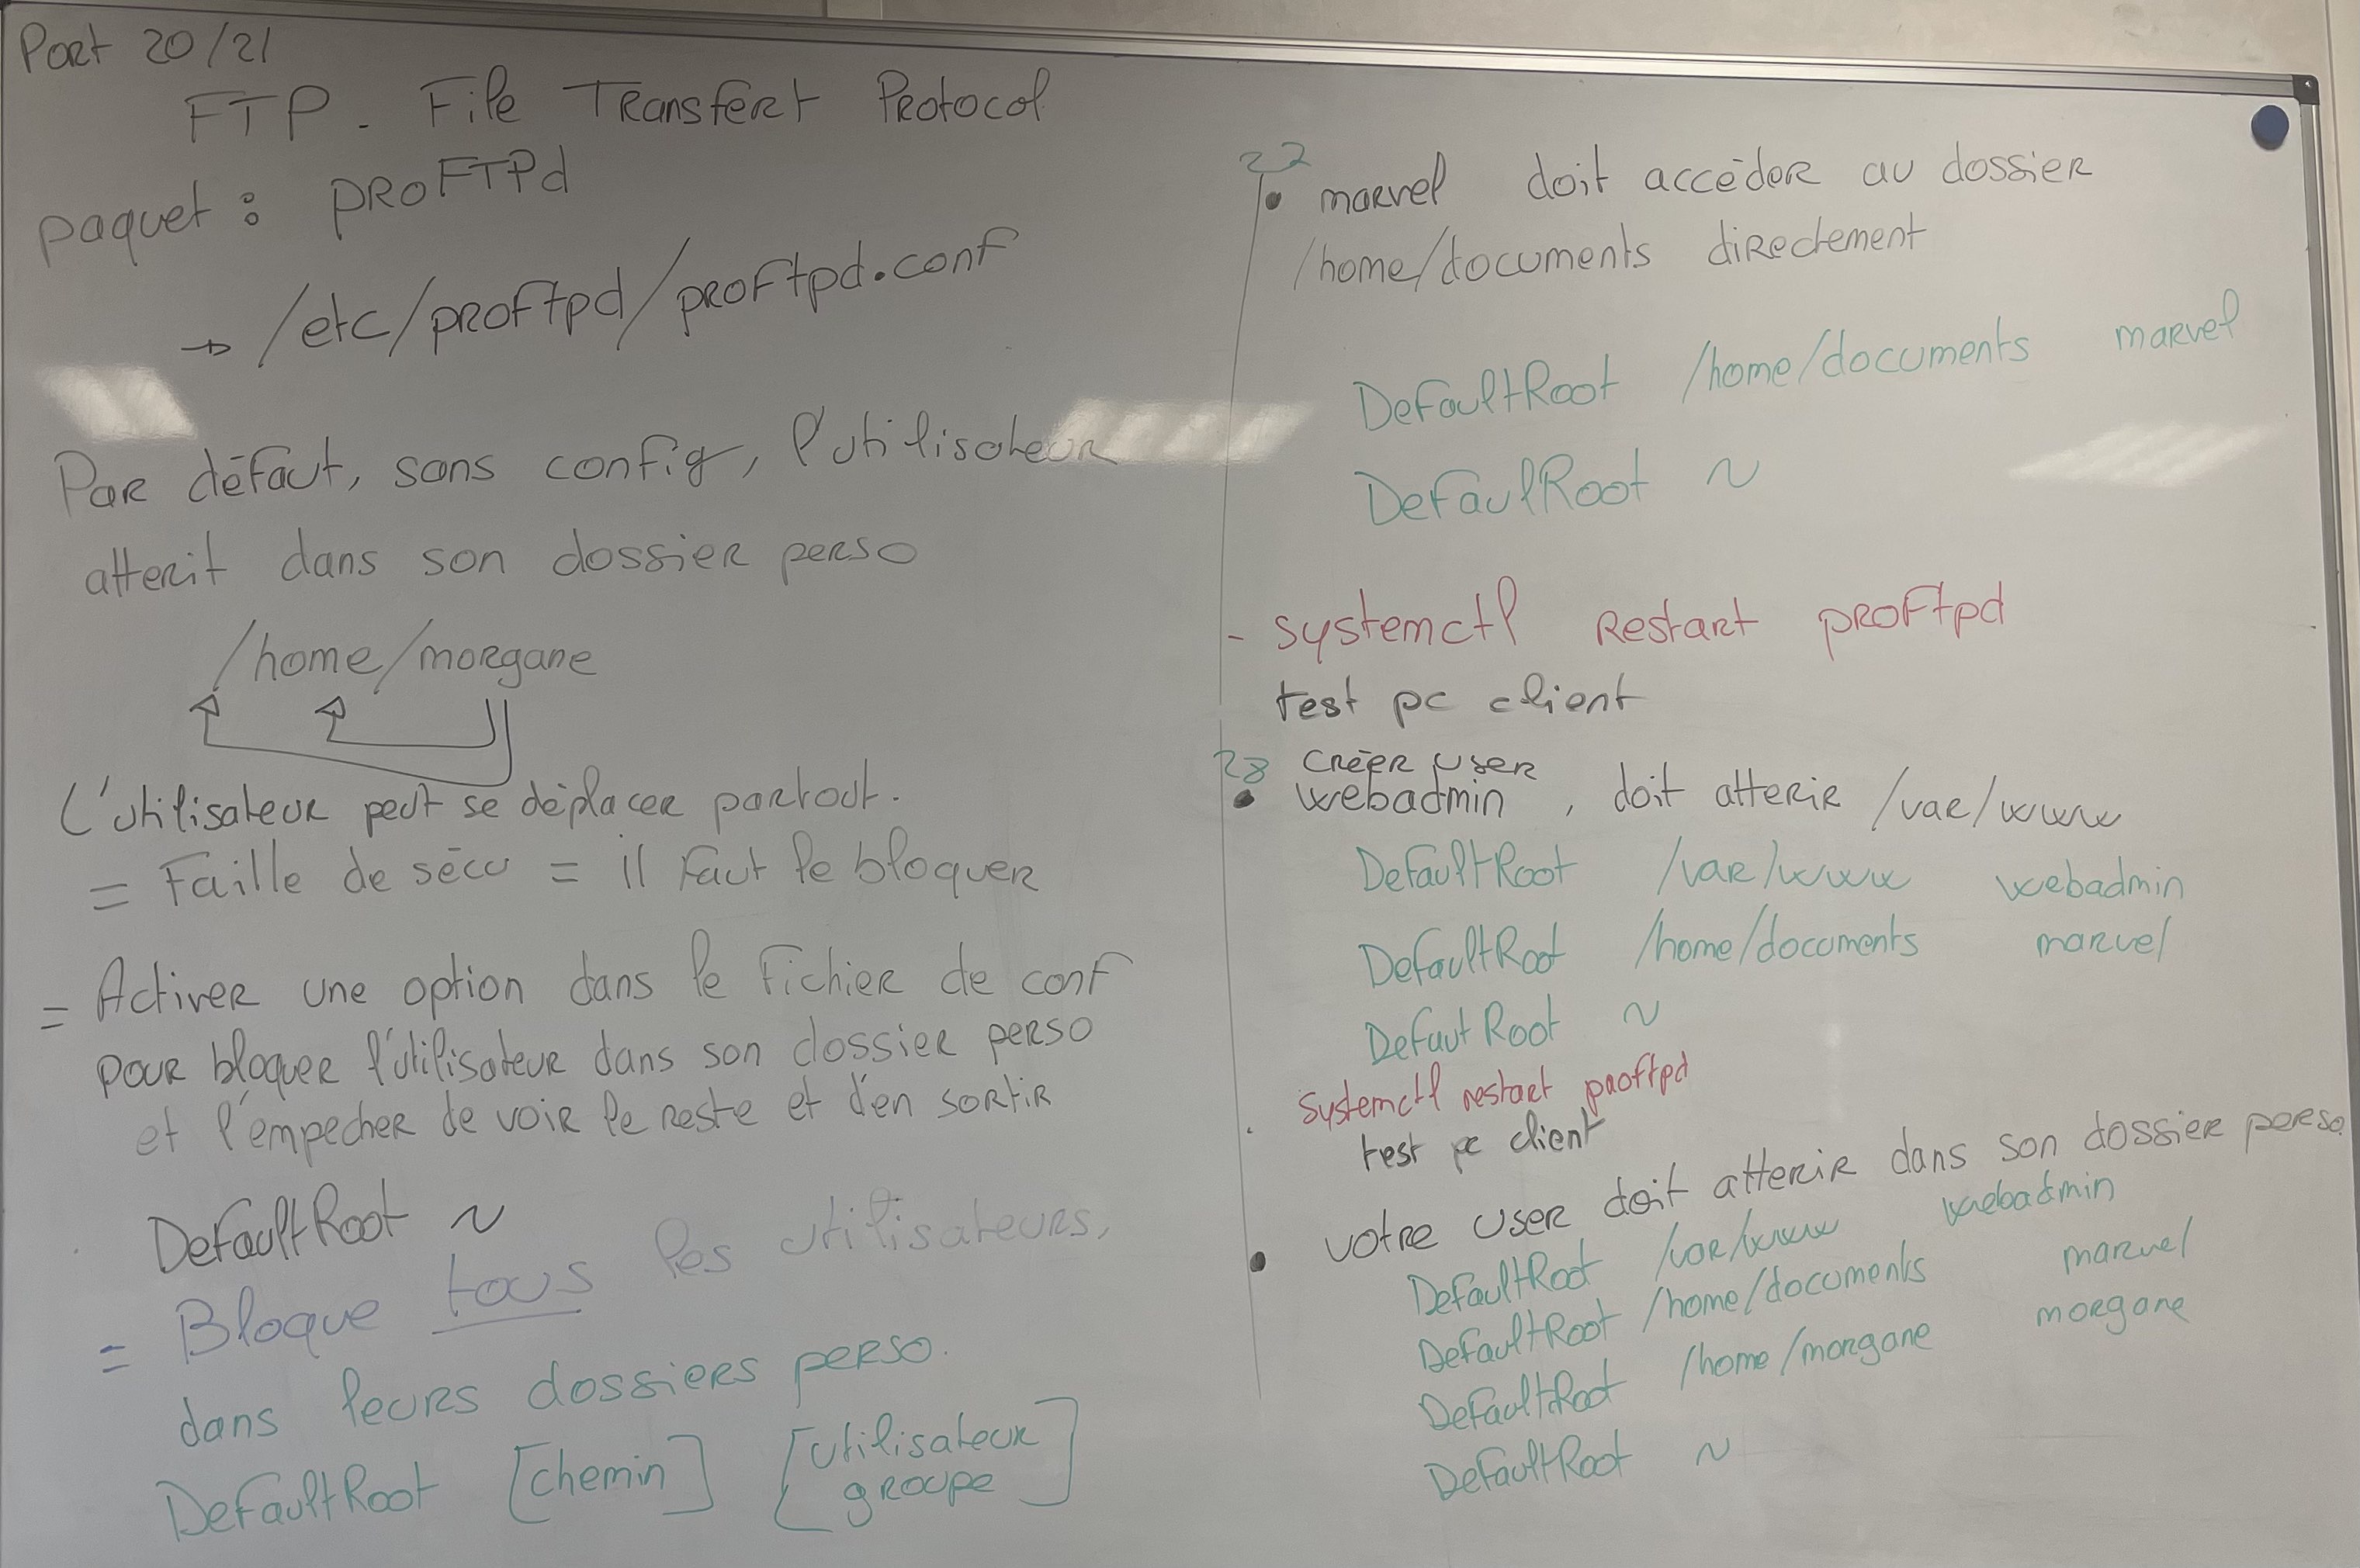 Port 20/21
FTP - File Transfert Protocol
paquet : proFTPd
→ /etc/proftpd/proftpd.conf
Par défaut, sans config, l'utilisateur
atterit dans son dossier perso
/home/morgane
L'utilisateur peut se déplacer partout.
= Faille de sécu = il faut le bloquer
= Activer une option dans le fichier de conf
pour bloquer l'utilisateur dans son dossier perso
et l'empecher de voir le reste et d'en sortir
DefaultRoot ~
= Bloque tous les utilisateurs,
dans leurs dossiers perso.
DefaultRoot [chemin] [utilisateur
groupe]
22
• marvel doit accéder au dossier
/home/documents directement
DefaultRoot /home/documents marvel
DefaulRoot ~
- systemctl restart proftpd
test pc client
23 créer user
• webadmin, doit atterir /var/www
DefaultRoot /var/www webadmin
DefaultRoot /home/documents marvel
DefautRoot ~
systemctl restart proftpd
test pc client
• votre user doit atterir dans son dossier perso.
DefaultRoot /var/www webadmin
DefaultRoot /home/documents marvel
DefaultRoot /home/morgane morgane
DefaultRoot ~